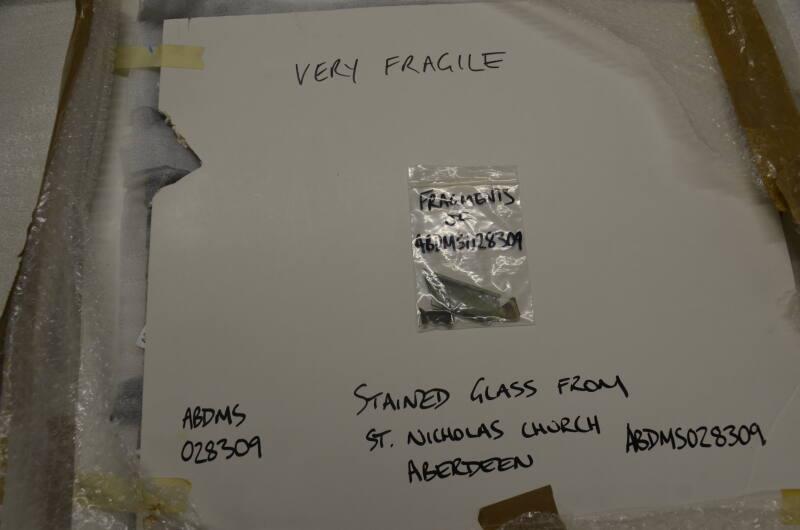 VERY FRAGILE
FRAGMENTS
OF
ABDMS028309
STAINED GLASS FROM
ST. NICHOLAS CHURCH
ABERDEEN
ABDMS
028309
ABDMS028309